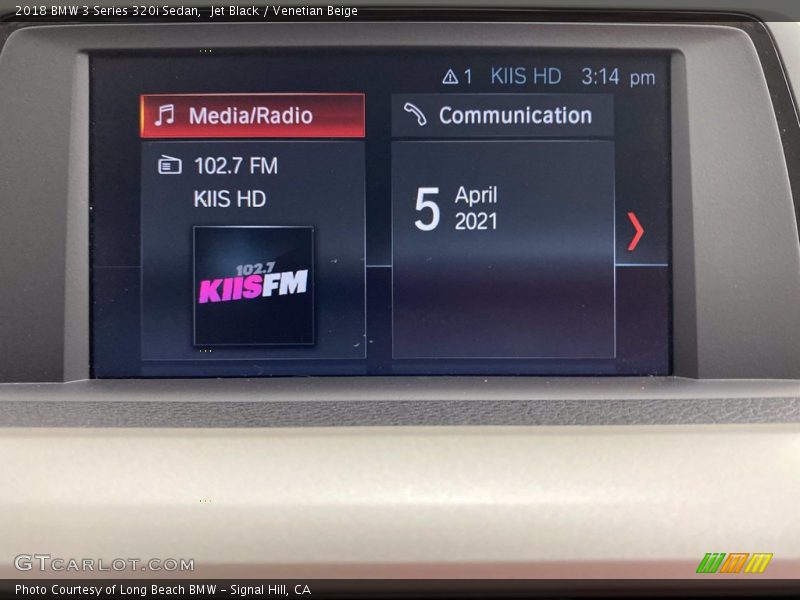 2018 BMW 3 Series 320i Sedan,  Jet Black / Venetian Beige
1 KIIS HD 3:14 pm
Media/Radio
Communication
102.7 FM
KIIS HD
102.7
KIISFM
5 April
2021
GTCARLOT.COM
Photo Courtesy of Long Beach BMW - Signal Hill, CA